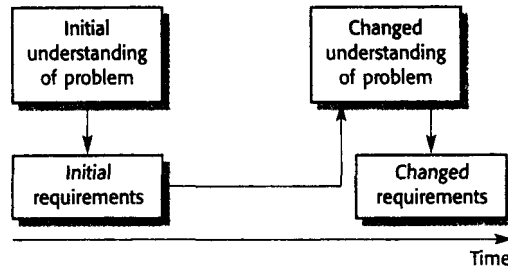 Initial
understanding
of problem
Changed
understanding
of problem
Initial
requirements
Changed
requirements
Time